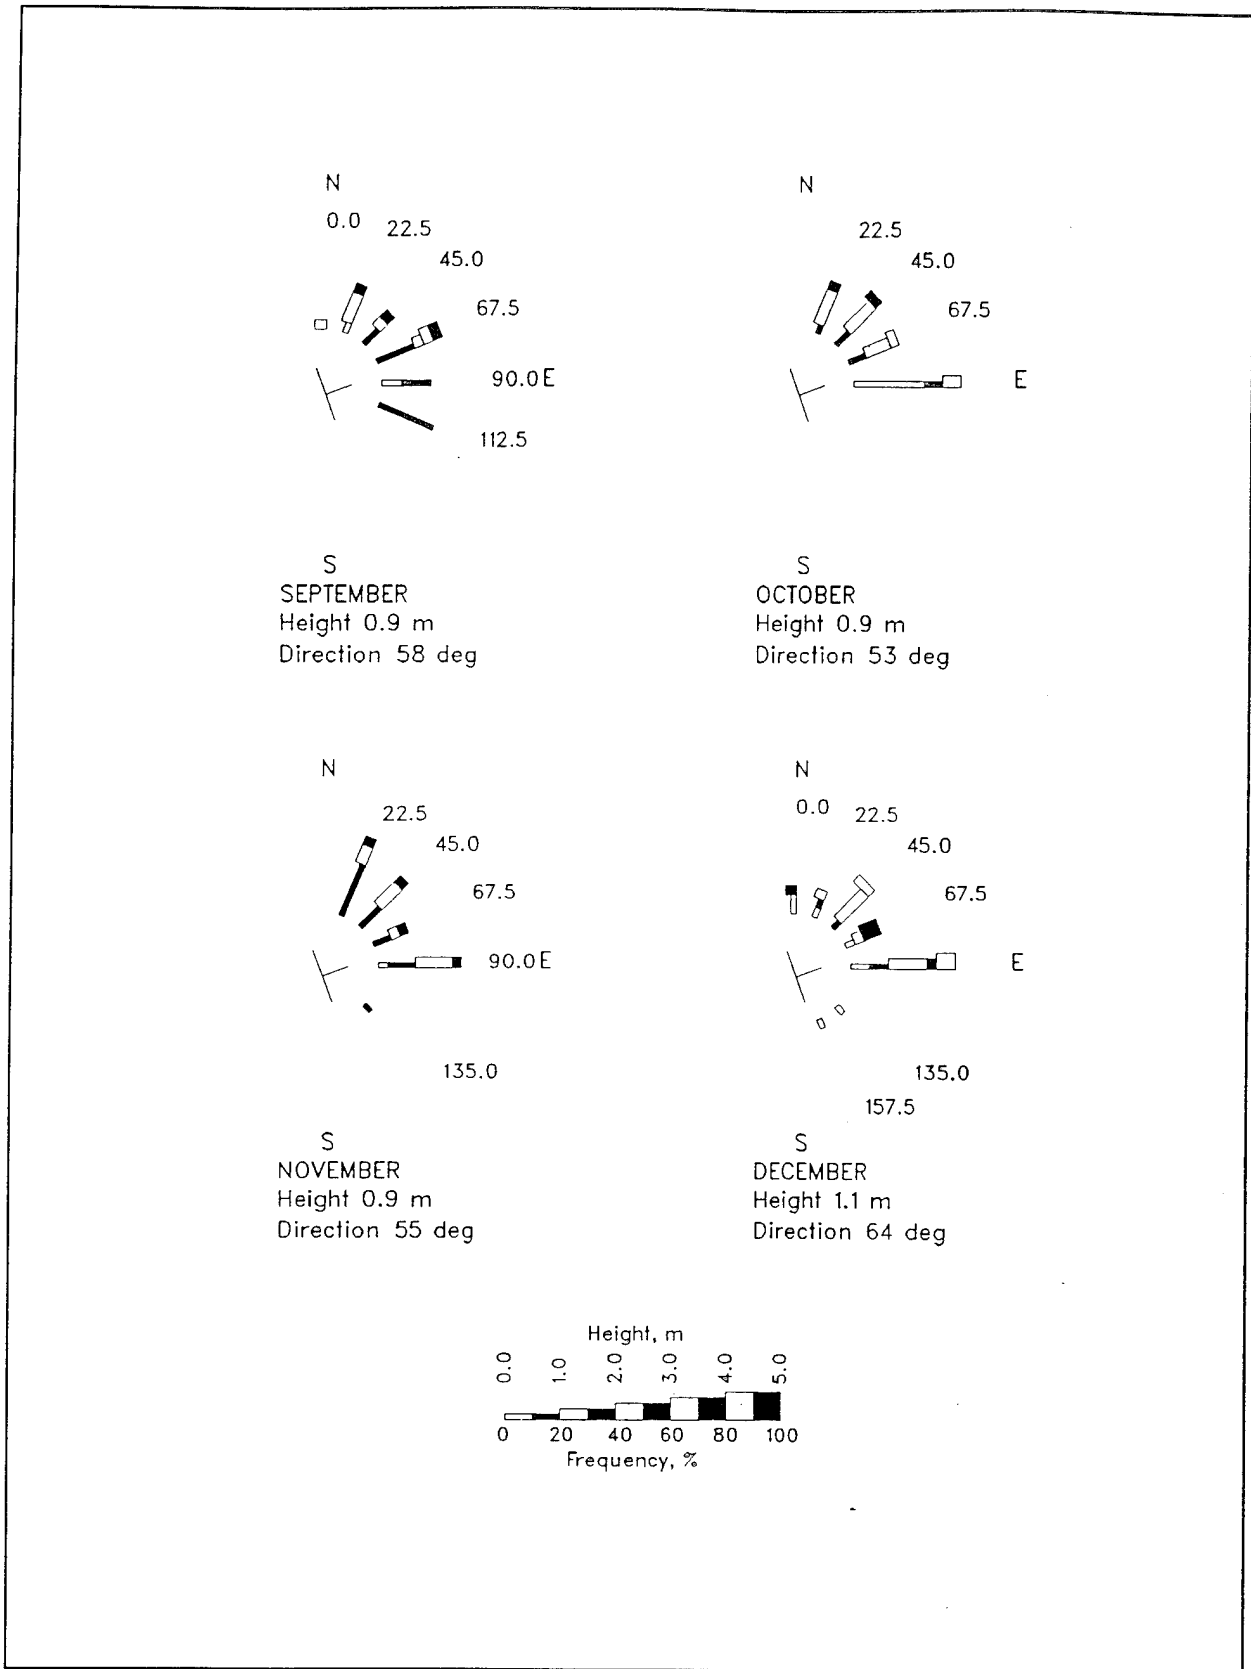 N
0.0
22.5
45.0
67.5
90.0 E
112.5
S
SEPTEMBER
Height 0.9 m
Direction 58 deg
N
22.5
45.0
67.5
E
S
OCTOBER
Height 0.9 m
Direction 53 deg
N
22.5
45.0
67.5
90.0 E
135.0
S
NOVEMBER
Height 0.9 m
Direction 55 deg
N
0.0
22.5
45.0
67.5
E
135.0
157.5
S
DECEMBER
Height 1.1 m
Direction 64 deg
Height, m
0.0 1.0 2.0 3.0 4.0 5.0
0 20 40 60 80 100
Frequency, %